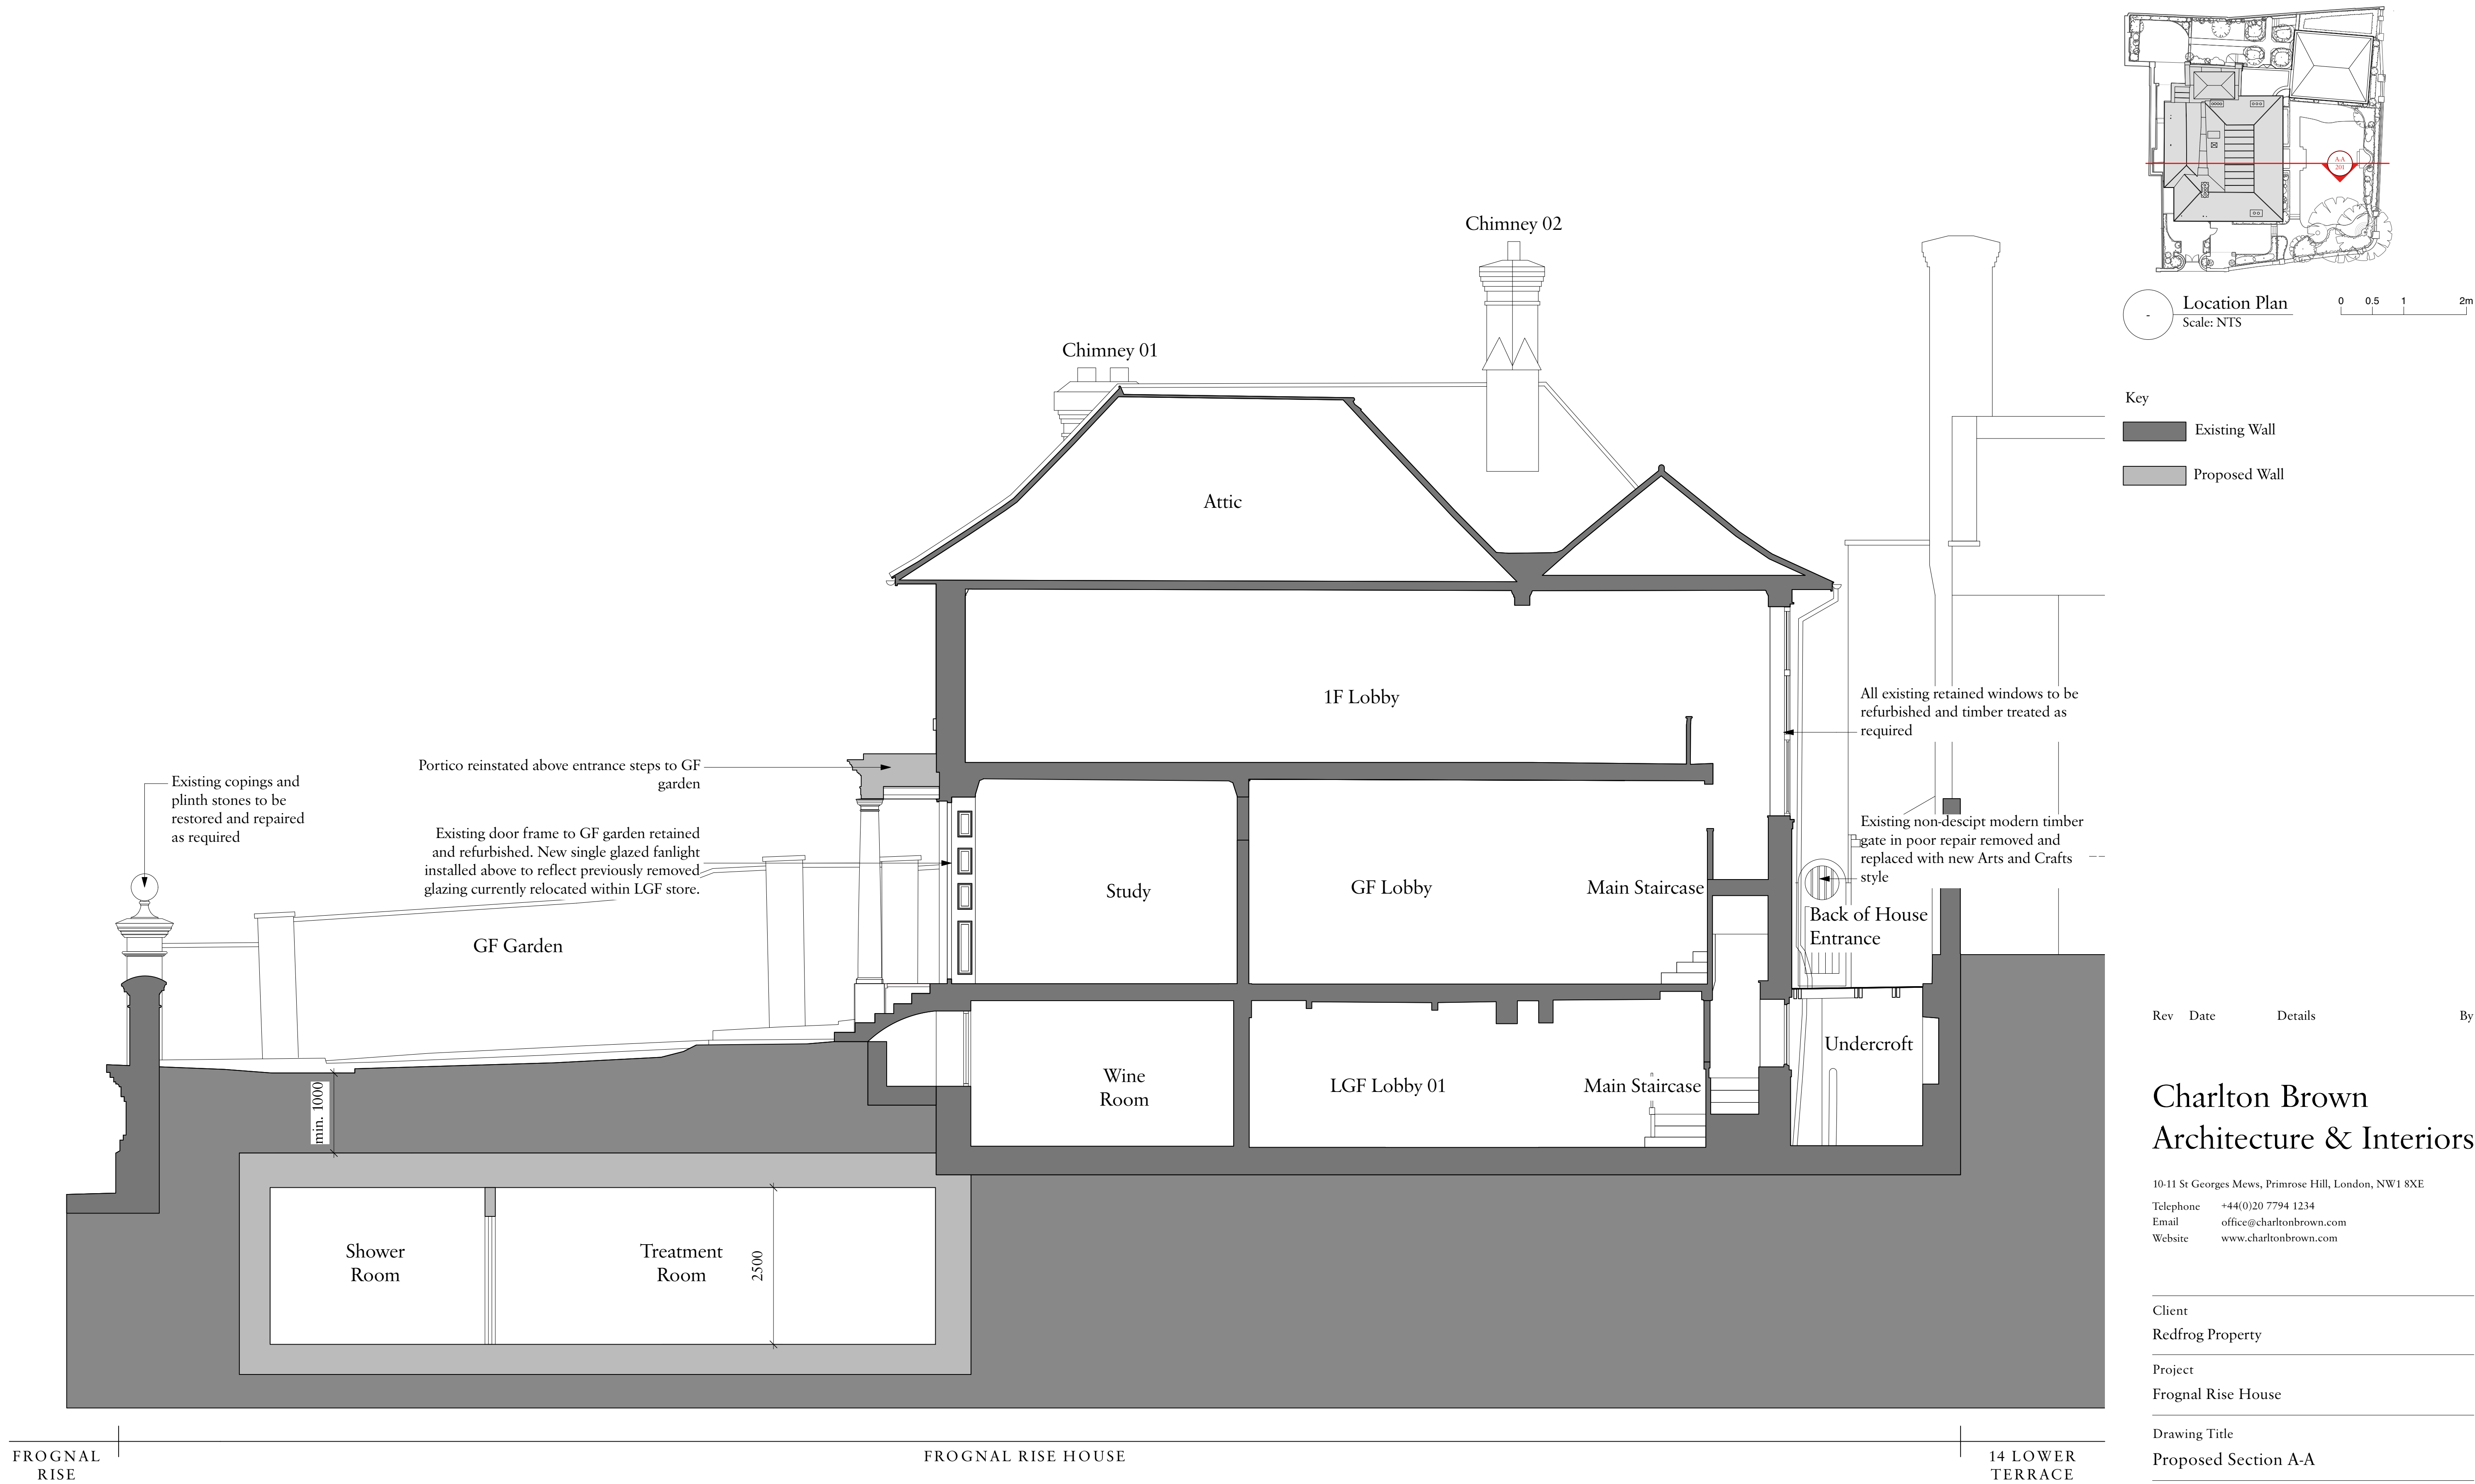 Chimney 02
Chimney 01
Attic
1F Lobby
All existing retained windows to be
refurbished and timber treated as
required
Portico reinstated above entrance steps to GF
garden
Existing copings and
plinth stones to be
restored and repaired
as required
Existing door frame to GF garden retained
and refurbished. New single glazed fanlight
installed above to reflect previously removed
glazing currently relocated within LGF store.
Existing non-descipt modern timber
gate in poor repair removed and
replaced with new Arts and Crafts
style
Study
GF Lobby
Main Staircase
Back of House
Entrance
GF Garden
Wine
Room
LGF Lobby 01
Main Staircase
Undercroft
min. 1000
Shower
Room
Treatment
Room
2500
FROGNAL
RISE
FROGNAL RISE HOUSE
14 LOWER
TERRACE
A-A
201
-
Location Plan
Scale: NTS
0 0.5 1 2m
Key
Existing Wall
Proposed Wall
Rev Date Details By
Charlton Brown
Architecture & Interiors
10-11 St Georges Mews, Primrose Hill, London, NW1 8XE
Telephone +44(0)20 7794 1234
Email office@charltonbrown.com
Website www.charltonbrown.com
Client
Redfrog Property
Project
Frognal Rise House
Drawing Title
Proposed Section A-A